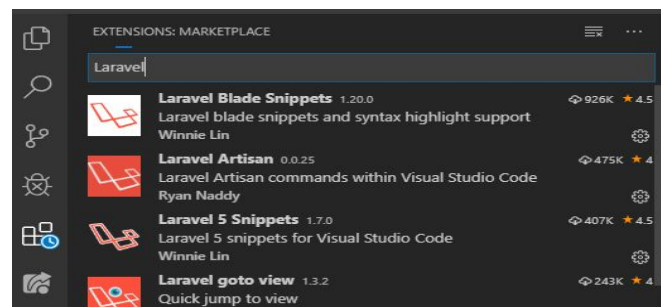 EXTENSIONS: MARKETPLACE
Laravel
Laravel Blade Snippets 1.20.0 926K 4.5
Laravel blade snippets and syntax highlight support
Winnie Lin
Laravel Artisan 0.0.25 475K 4
Laravel Artisan commands within Visual Studio Code
Ryan Naddy
Laravel 5 Snippets 1.7.0 407K 4.5
Laravel 5 snippets for Visual Studio Code
Winnie Lin
Laravel goto view 1.3.2 243K 4
Quick jump to view